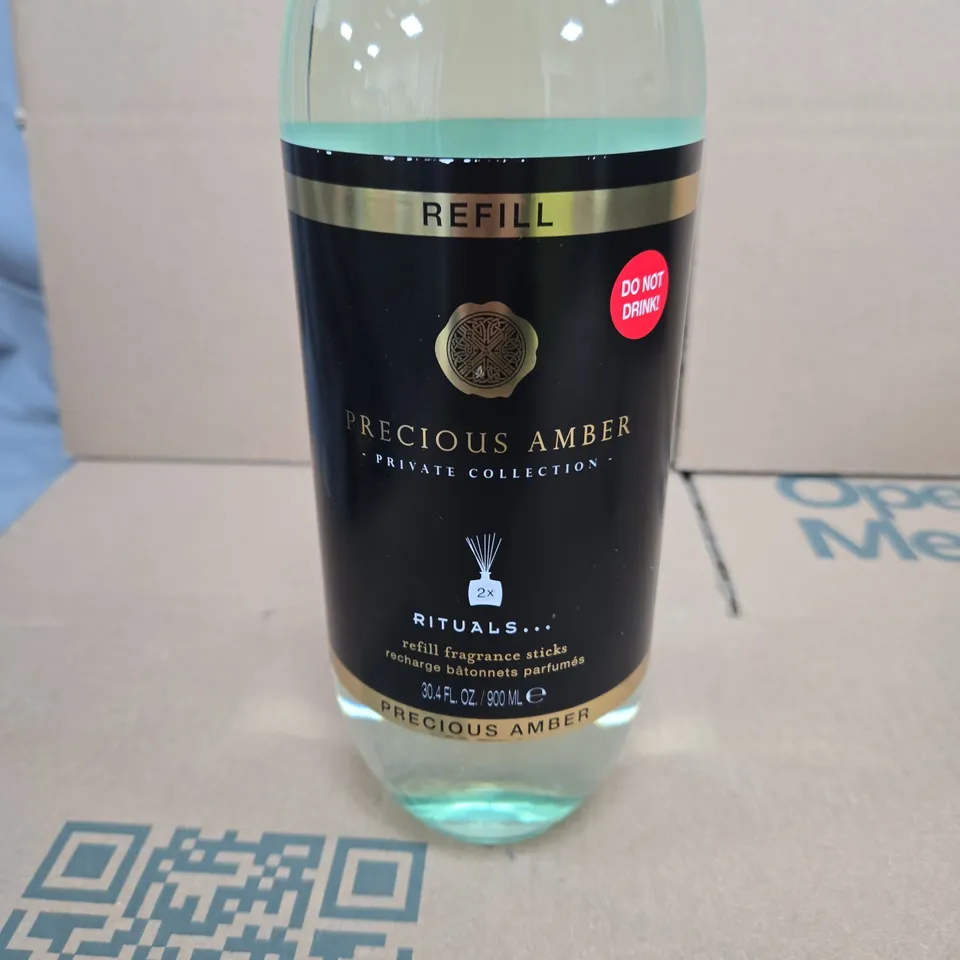 REFILL
DO NOT
DRINK!
PRECIOUS AMBER
- PRIVATE COLLECTION -
2x
RITUALS...
refill fragrance sticks
recharge bâtonnets parfumés
30.4 FL. OZ. / 900 ML ℮
PRECIOUS AMBER
Ope
Me